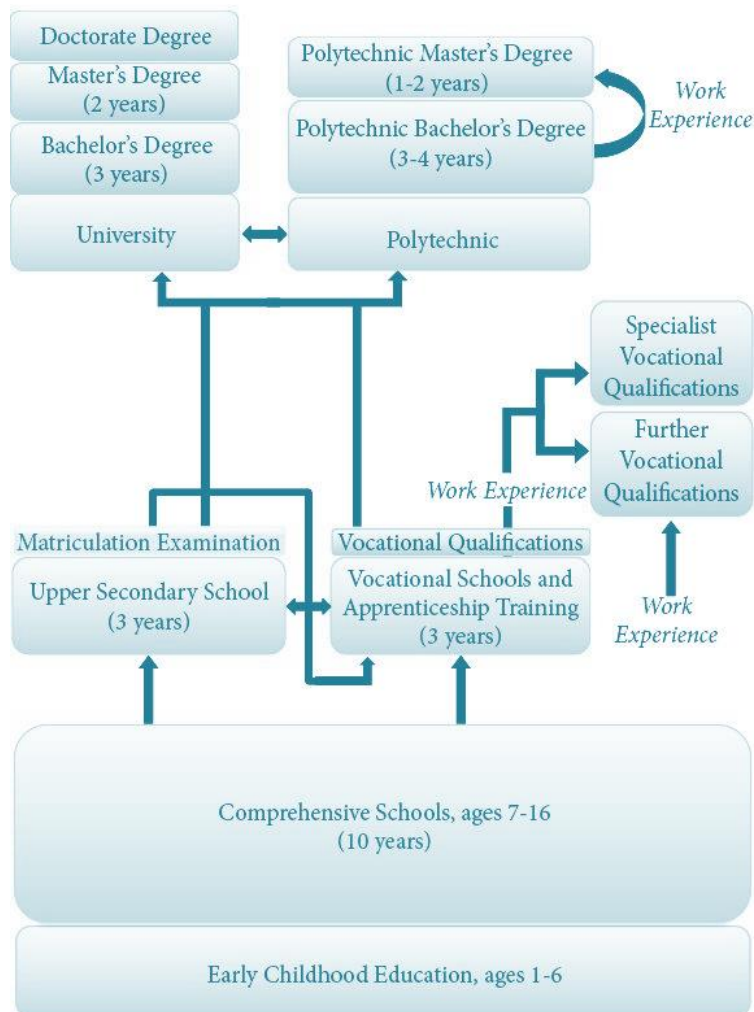 Doctorate Degree
Master's Degree
(2 years)
Bachelor's Degree
(3 years)
University
Polytechnic Master's Degree
(1-2 years)
Polytechnic Bachelor's Degree
(3-4 years)
Polytechnic
Work
Experience
Specialist
Vocational
Qualifications
Further
Vocational
Qualifications
Work Experience
Work
Experience
Matriculation Examination
Upper Secondary School
(3 years)
Vocational Qualifications
Vocational Schools and
Apprenticeship Training
(3 years)
Comprehensive Schools, ages 7-16
(10 years)
Early Childhood Education, ages 1-6